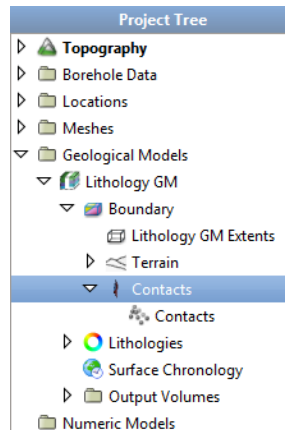 Project Tree
Topography
Borehole Data
Locations
Meshes
Geological Models
Lithology GM
Boundary
Lithology GM Extents
Terrain
Contacts
Contacts
Lithologies
Surface Chronology
Output Volumes
Numeric Models